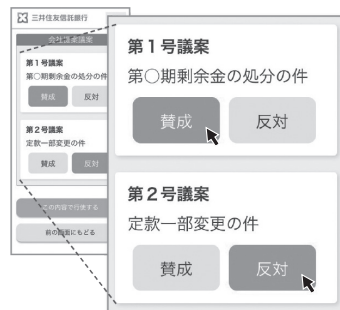 三井住友信託銀行
会社提案議案
第1号議案
第○期剰余金の処分の件
賛成
反対
第2号議案
定款一部変更の件
賛成
反対
この内容で行使する
前の画面にもどる
第1号議案
第○期剰余金の処分の件
賛成
反対
第2号議案
定款一部変更の件
賛成
反対